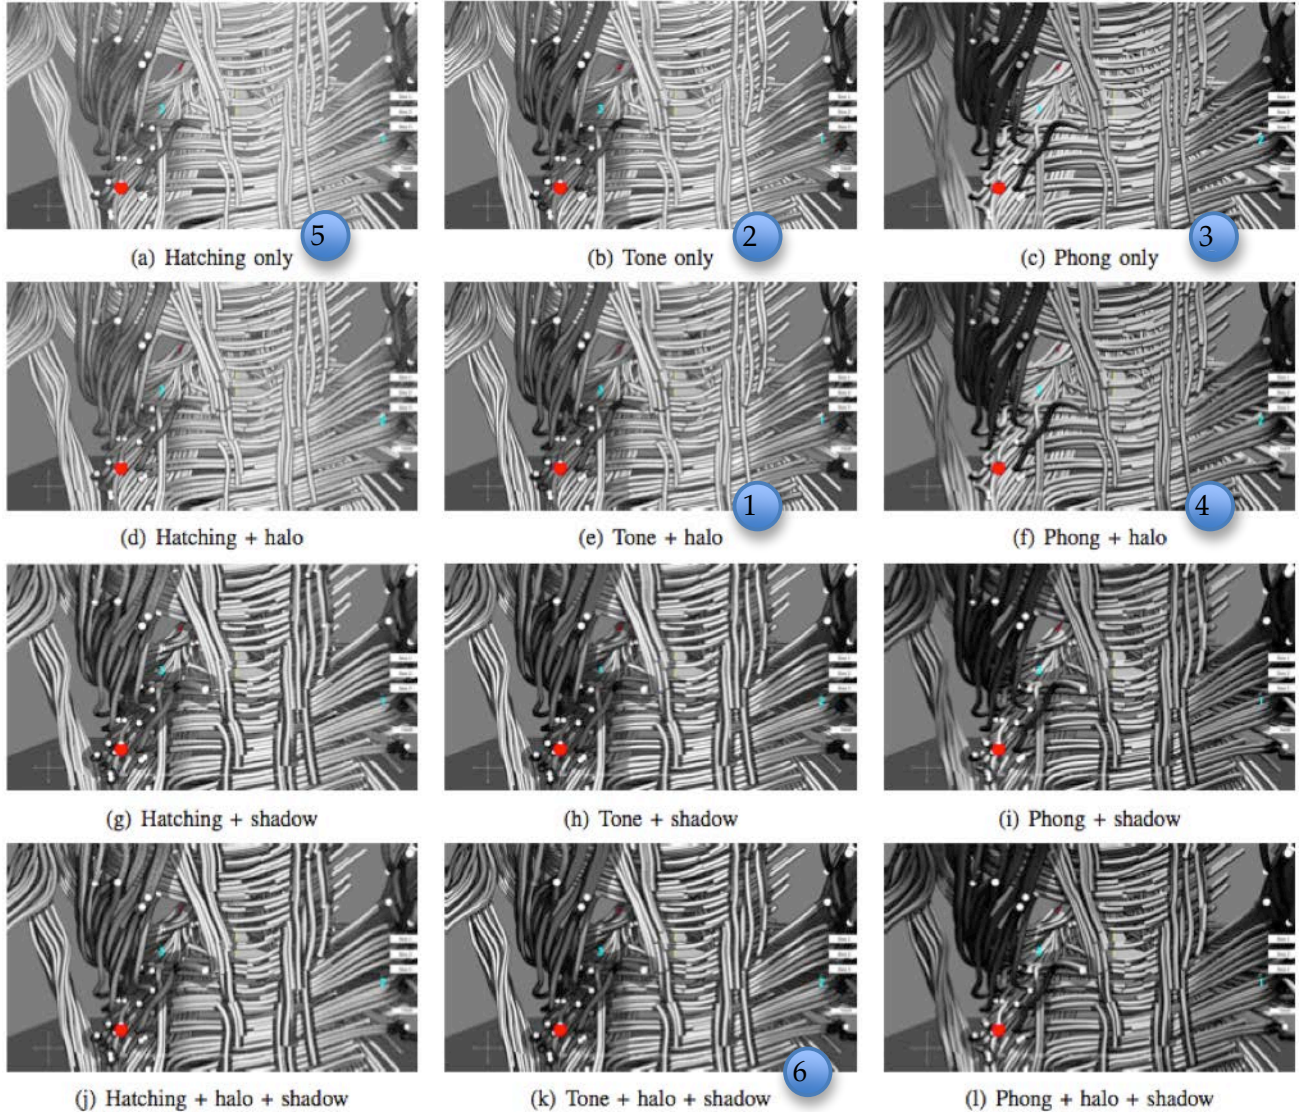 5
2
3
(a) Hatching only
(b) Tone only
(c) Phong only
1
4
(d) Hatching + halo
(e) Tone + halo
(f) Phong + halo
(g) Hatching + shadow
(h) Tone + shadow
(i) Phong + shadow
6
(j) Hatching + halo + shadow
(k) Tone + halo + shadow
(l) Phong + halo + shadow